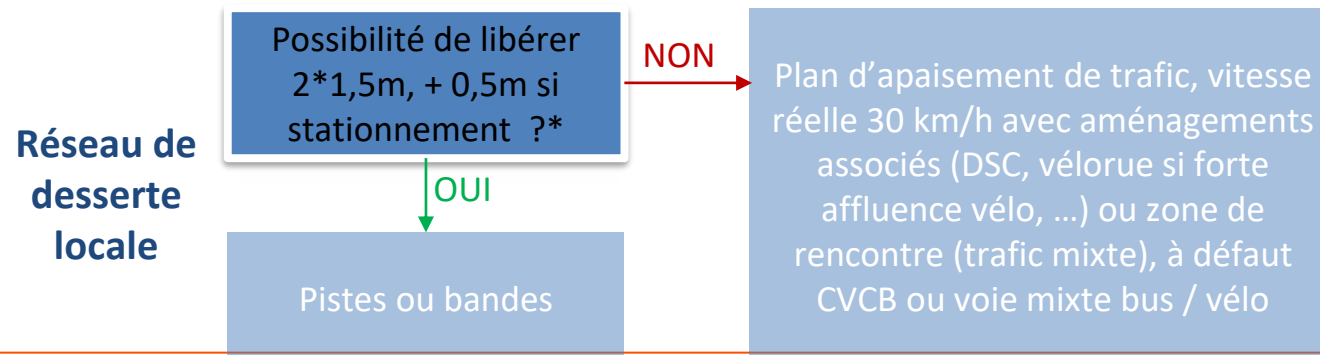 Réseau de
desserte
locale
Possibilité de libérer
2*1,5m, + 0,5m si
stationnement ?*
NON
Plan d’apaisement de trafic, vitesse
réelle 30 km/h avec aménagements
associés (DSC, vélorue si forte
affluence vélo, …) ou zone de
rencontre (trafic mixte), à défaut
CVCB ou voie mixte bus / vélo
OUI
Pistes ou bandes